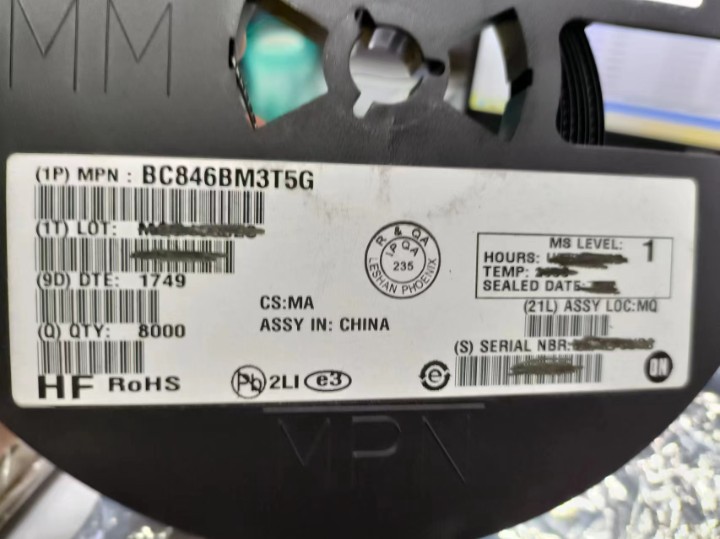 MM
(1P) MPN : BC846BM3T5G
(1T) LOT:
(9D) DTE: 1749
(Q) QTY: 8000
HF RoHS
CS:MA
ASSY IN: CHINA
Pb 2LI e3
R & QA
I.P QA
235
LESHAN PHOENIX
MS LEVEL: 1
HOURS:
TEMP:
SEALED DATE:
(21L) ASSY LOC:MQ
(S) SERIAL NBR:
e
ON
MPN